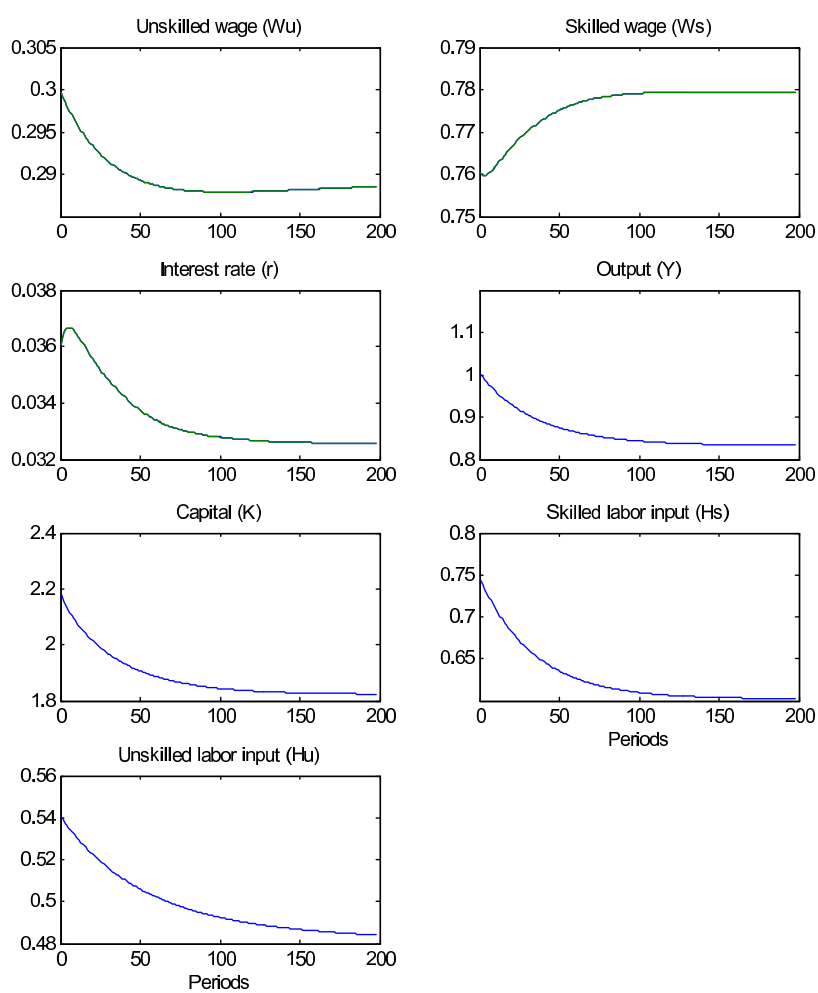 Unskilled wage (Wu)
0.305
0.3
0.295
0.29
0 50 100 150 200
Skilled wage (Ws)
0.79
0.78
0.77
0.76
0.75
0 50 100 150 200
Interest rate (r)
0.038
0.036
0.034
0.032
0 50 100 150 200
Output (Y)
1.1
1
0.9
0.8
0 50 100 150 200
Capital (K)
2.4
2.2
2
1.8
0 50 100 150 200
Skilled labor input (Hs)
0.8
0.75
0.7
0.65
0 50 100 150 200
Periods
Unskilled labor input (Hu)
0.56
0.54
0.52
0.5
0.48
0 50 100 150 200
Periods